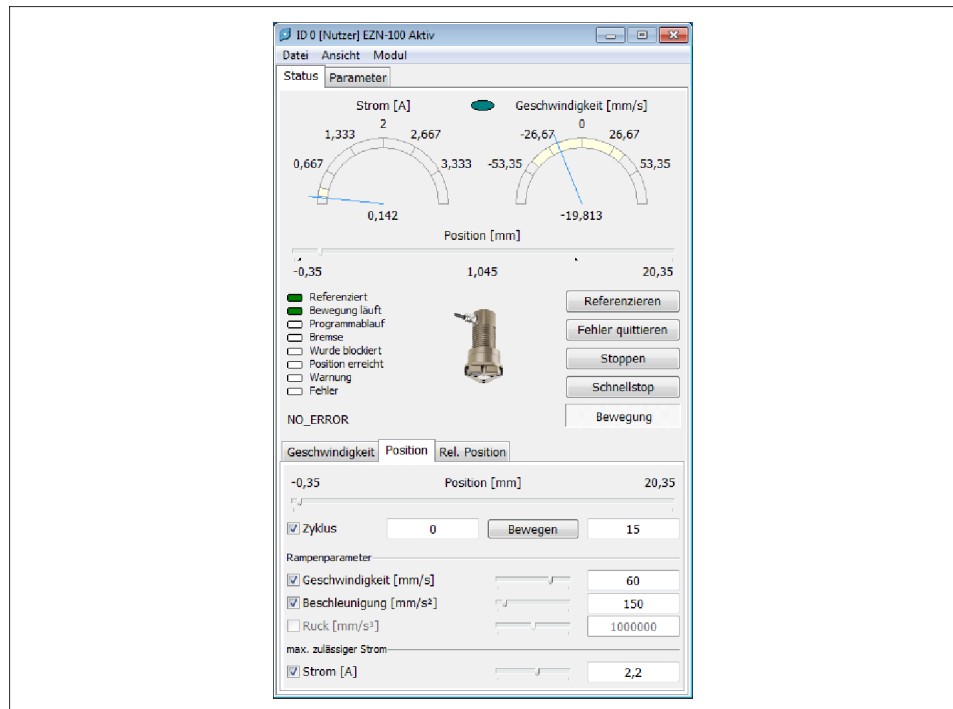 ID 0 [Nutzer] EZN-100 Aktiv
Datei Ansicht Modul
Status Parameter
Strom [A] Geschwindigkeit [mm/s]
2 0
1,333 2,667 -26,67 26,67
0,667 3,333 -53,35 53,35
0,142 -19,813
Position [mm]
-0,35 1,045 20,35
Referenziert
Bewegung läuft
Programmablauf
Bremse
Wurde blockiert
Position erreicht
Warnung
Fehler
NO_ERROR
Referenzieren
Fehler quittieren
Stoppen
Schnellstop
Bewegung
Geschwindigkeit Position Rel. Position
-0,35 Position [mm] 20,35
Zyklus 0 Bewegen 15
Rampenparameter
Geschwindigkeit [mm/s] 60
Beschleunigung [mm/s²] 150
Ruck [mm/s³] 1000000
max. zulässiger Strom
Strom [A] 2,2